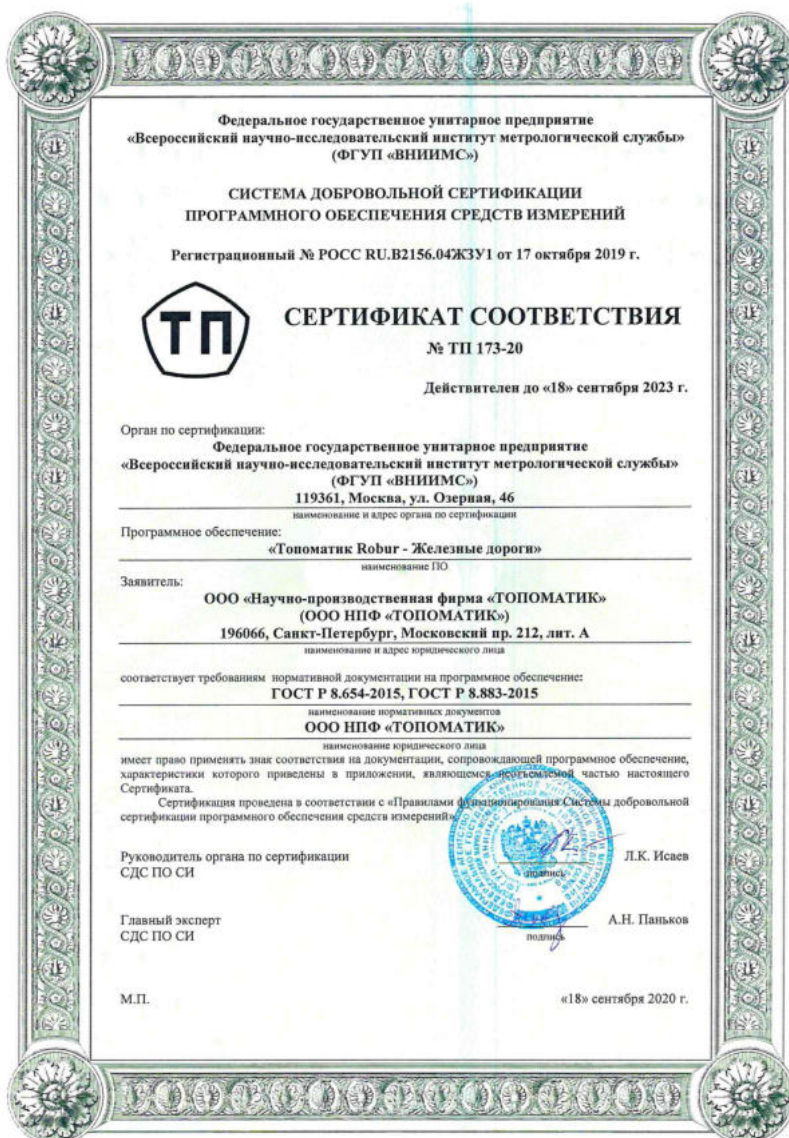 Федеральное государственное унитарное предприятие
«Всероссийский научно-исследовательский институт метрологической службы»
(ФГУП «ВНИИМС»)
СИСТЕМА ДОБРОВОЛЬНОЙ СЕРТИФИКАЦИИ
ПРОГРАММНОГО ОБЕСПЕЧЕНИЯ СРЕДСТВ ИЗМЕРЕНИЙ
Регистрационный № РОСС RU.В2156.04ЖЗУ1 от 17 октября 2019 г.
ТП
СЕРТИФИКАТ СООТВЕТСТВИЯ
№ ТП 173-20
Действителен до «18» сентября 2023 г.
Орган по сертификации:
Федеральное государственное унитарное предприятие
«Всероссийский научно-исследовательский институт метрологической службы»
(ФГУП «ВНИИМС»)
119361, Москва, ул. Озерная, 46
наименование и адрес органа по сертификации
Программное обеспечение:
«Топоматик Robur - Железные дороги»
наименование ПО
Заявитель:
ООО «Научно-производственная фирма «ТОПОМАТИК»
(ООО НПФ «ТОПОМАТИК»)
196066, Санкт-Петербург, Московский пр. 212, лит. А
наименование и адрес юридического лица
соответствует требованиям нормативной документации на программное обеспечение:
ГОСТ Р 8.654-2015, ГОСТ Р 8.883-2015
наименование нормативных документов
ООО НПФ «ТОПОМАТИК»
наименование юридического лица
имеет право применять знак соответствия на документации, сопровождающей программное обеспечение,
характеристики которого приведены в приложении, являющемся неотъемлемой частью настоящего
Сертификата.
Сертификация проведена в соответствии с «Правилами функционирования Системы добровольной
сертификации программного обеспечения средств измерений».
Руководитель органа по сертификации
СДС ПО СИ
подпись
Л.К. Исаев
Главный эксперт
СДС ПО СИ
подпись
А.Н. Паньков
М.П.
«18» сентября 2020 г.